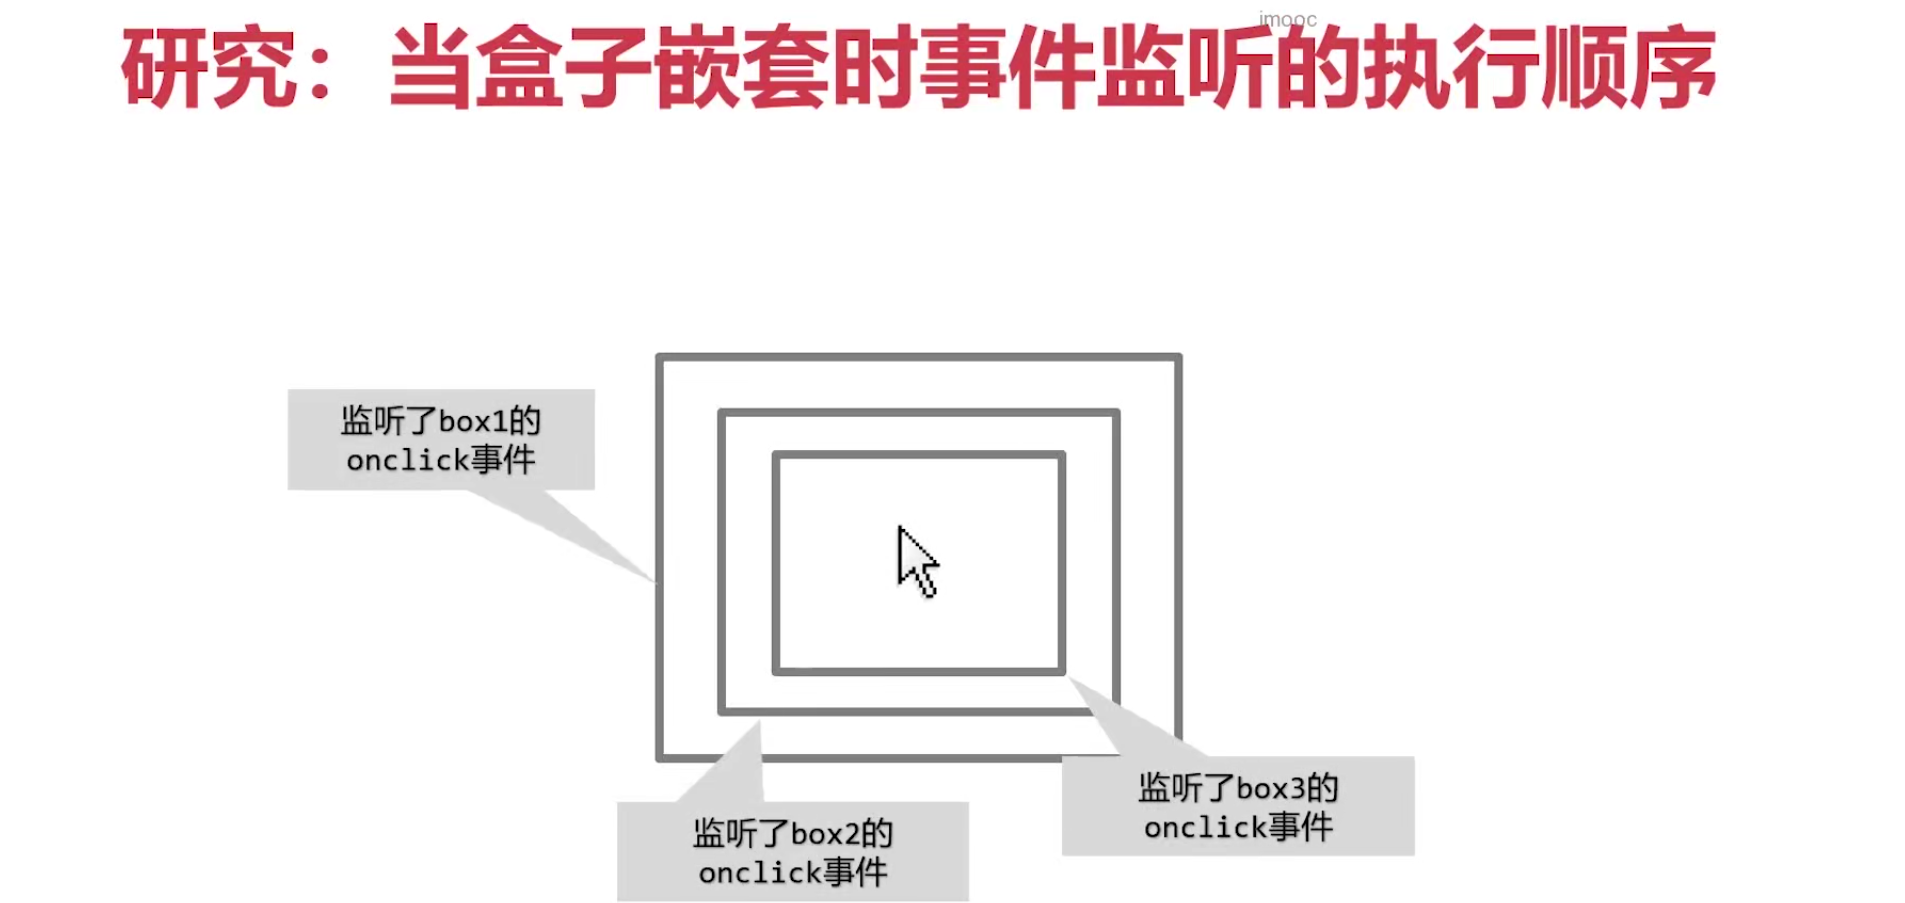 imooc
研究：当盒子嵌套时事件监听的执行顺序
监听了box1的
onclick事件
监听了box2的
onclick事件
监听了box3的
onclick事件